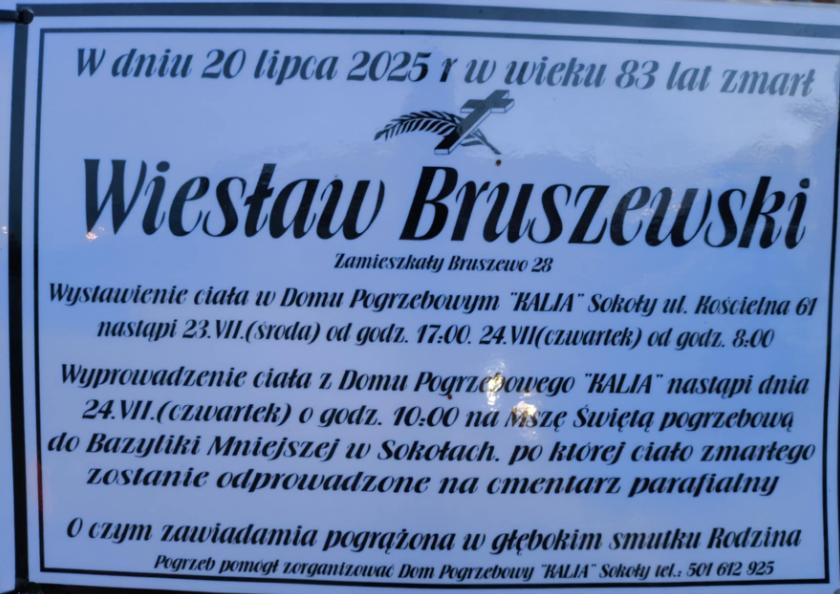 W dniu 20 lipca 2025 r w wieku 83 lat zmarł
Wiesław Bruszewski
Zamieszkały Bruszewo 28
Wystawienie ciała w Domu Pogrzebowym "KALIA" Sokoły ul. Kościelna 61
nastąpi 23.VII.(środa) od godz. 17:00. 24.VII(czwartek) od godz. 8:00
Wyprowadzenie ciała z Domu Pogrzebowego "KALIA" nastąpi dnia
24.VII.(czwartek) o godz. 10:00 na Mszę Świętą pogrzebową
do Bazyliki Mniejszej w Sokołach. po której ciało zmarłego
zostanie odprowadzone na cmentarz parafialny
O czym zawiadamia pogrążona w głębokim smutku Rodzina
Pogrzeb pomógł zorganizować Dom Pogrzebowy "KALIA" Sokoły tel.: 501 612 925